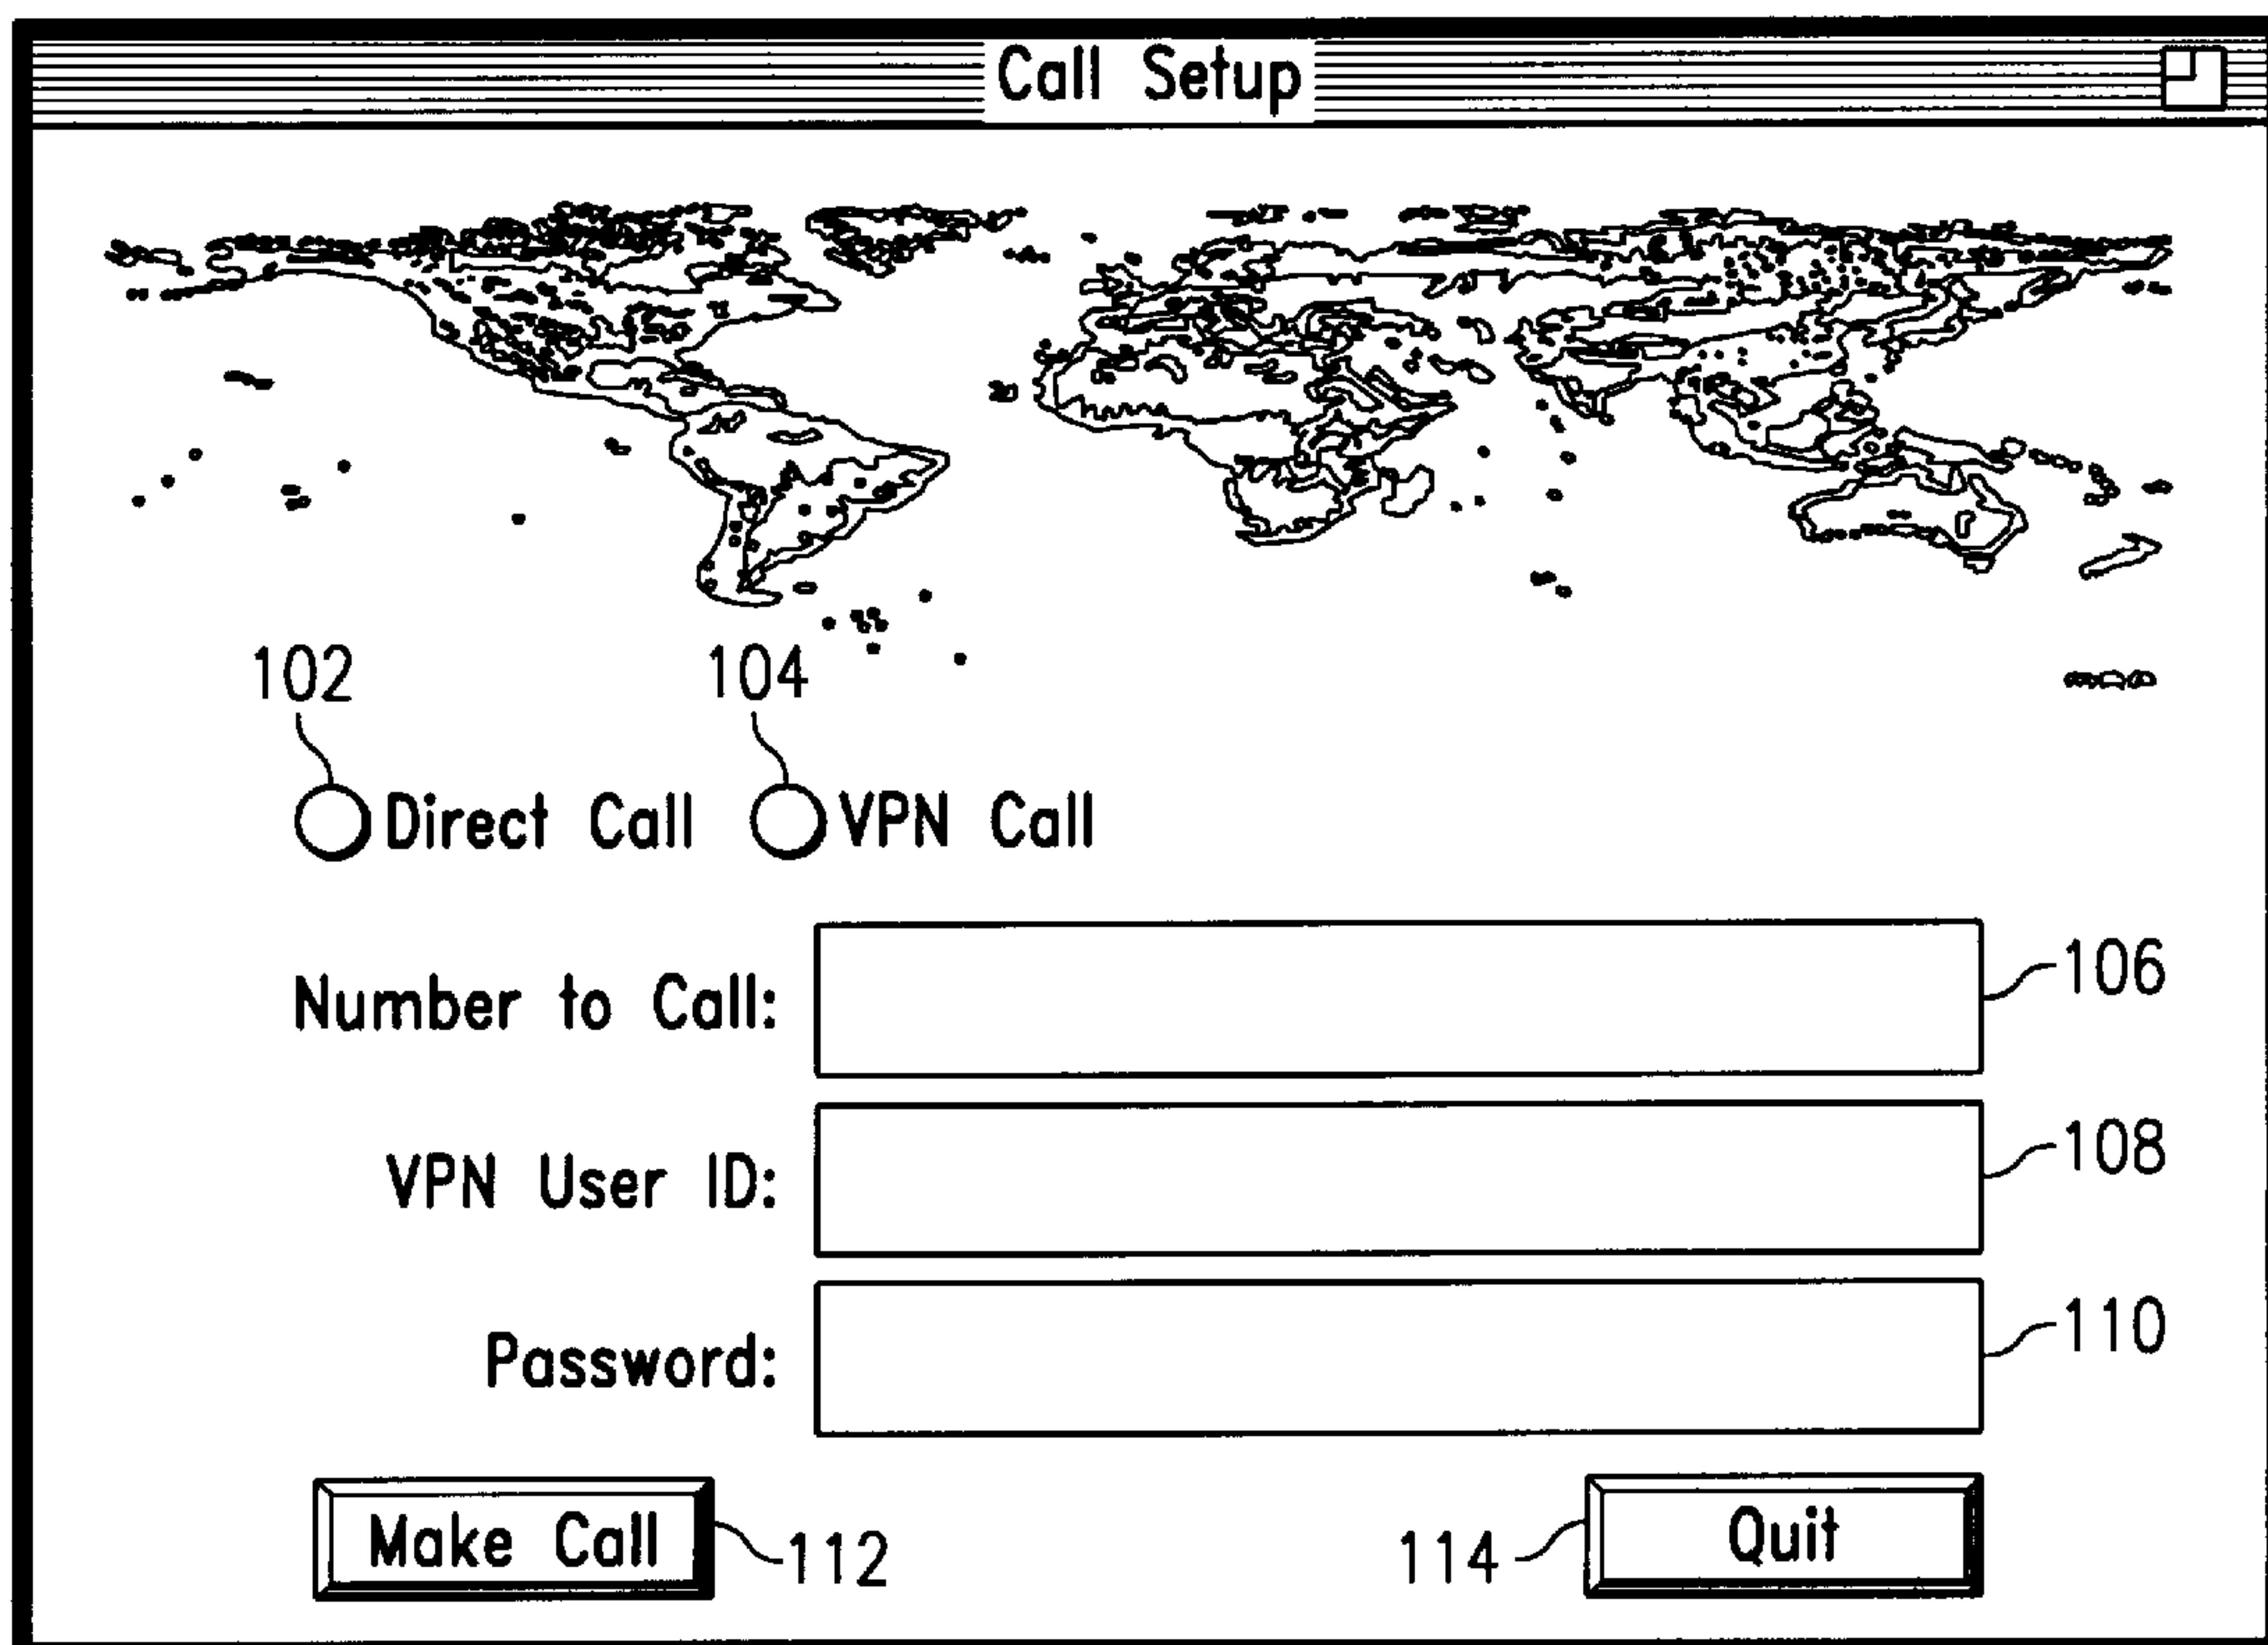 Call Setup
102 104
Direct Call VPN Call
Number to Call: 106
VPN User ID: 108
Password: 110
Make Call 112 114 Quit